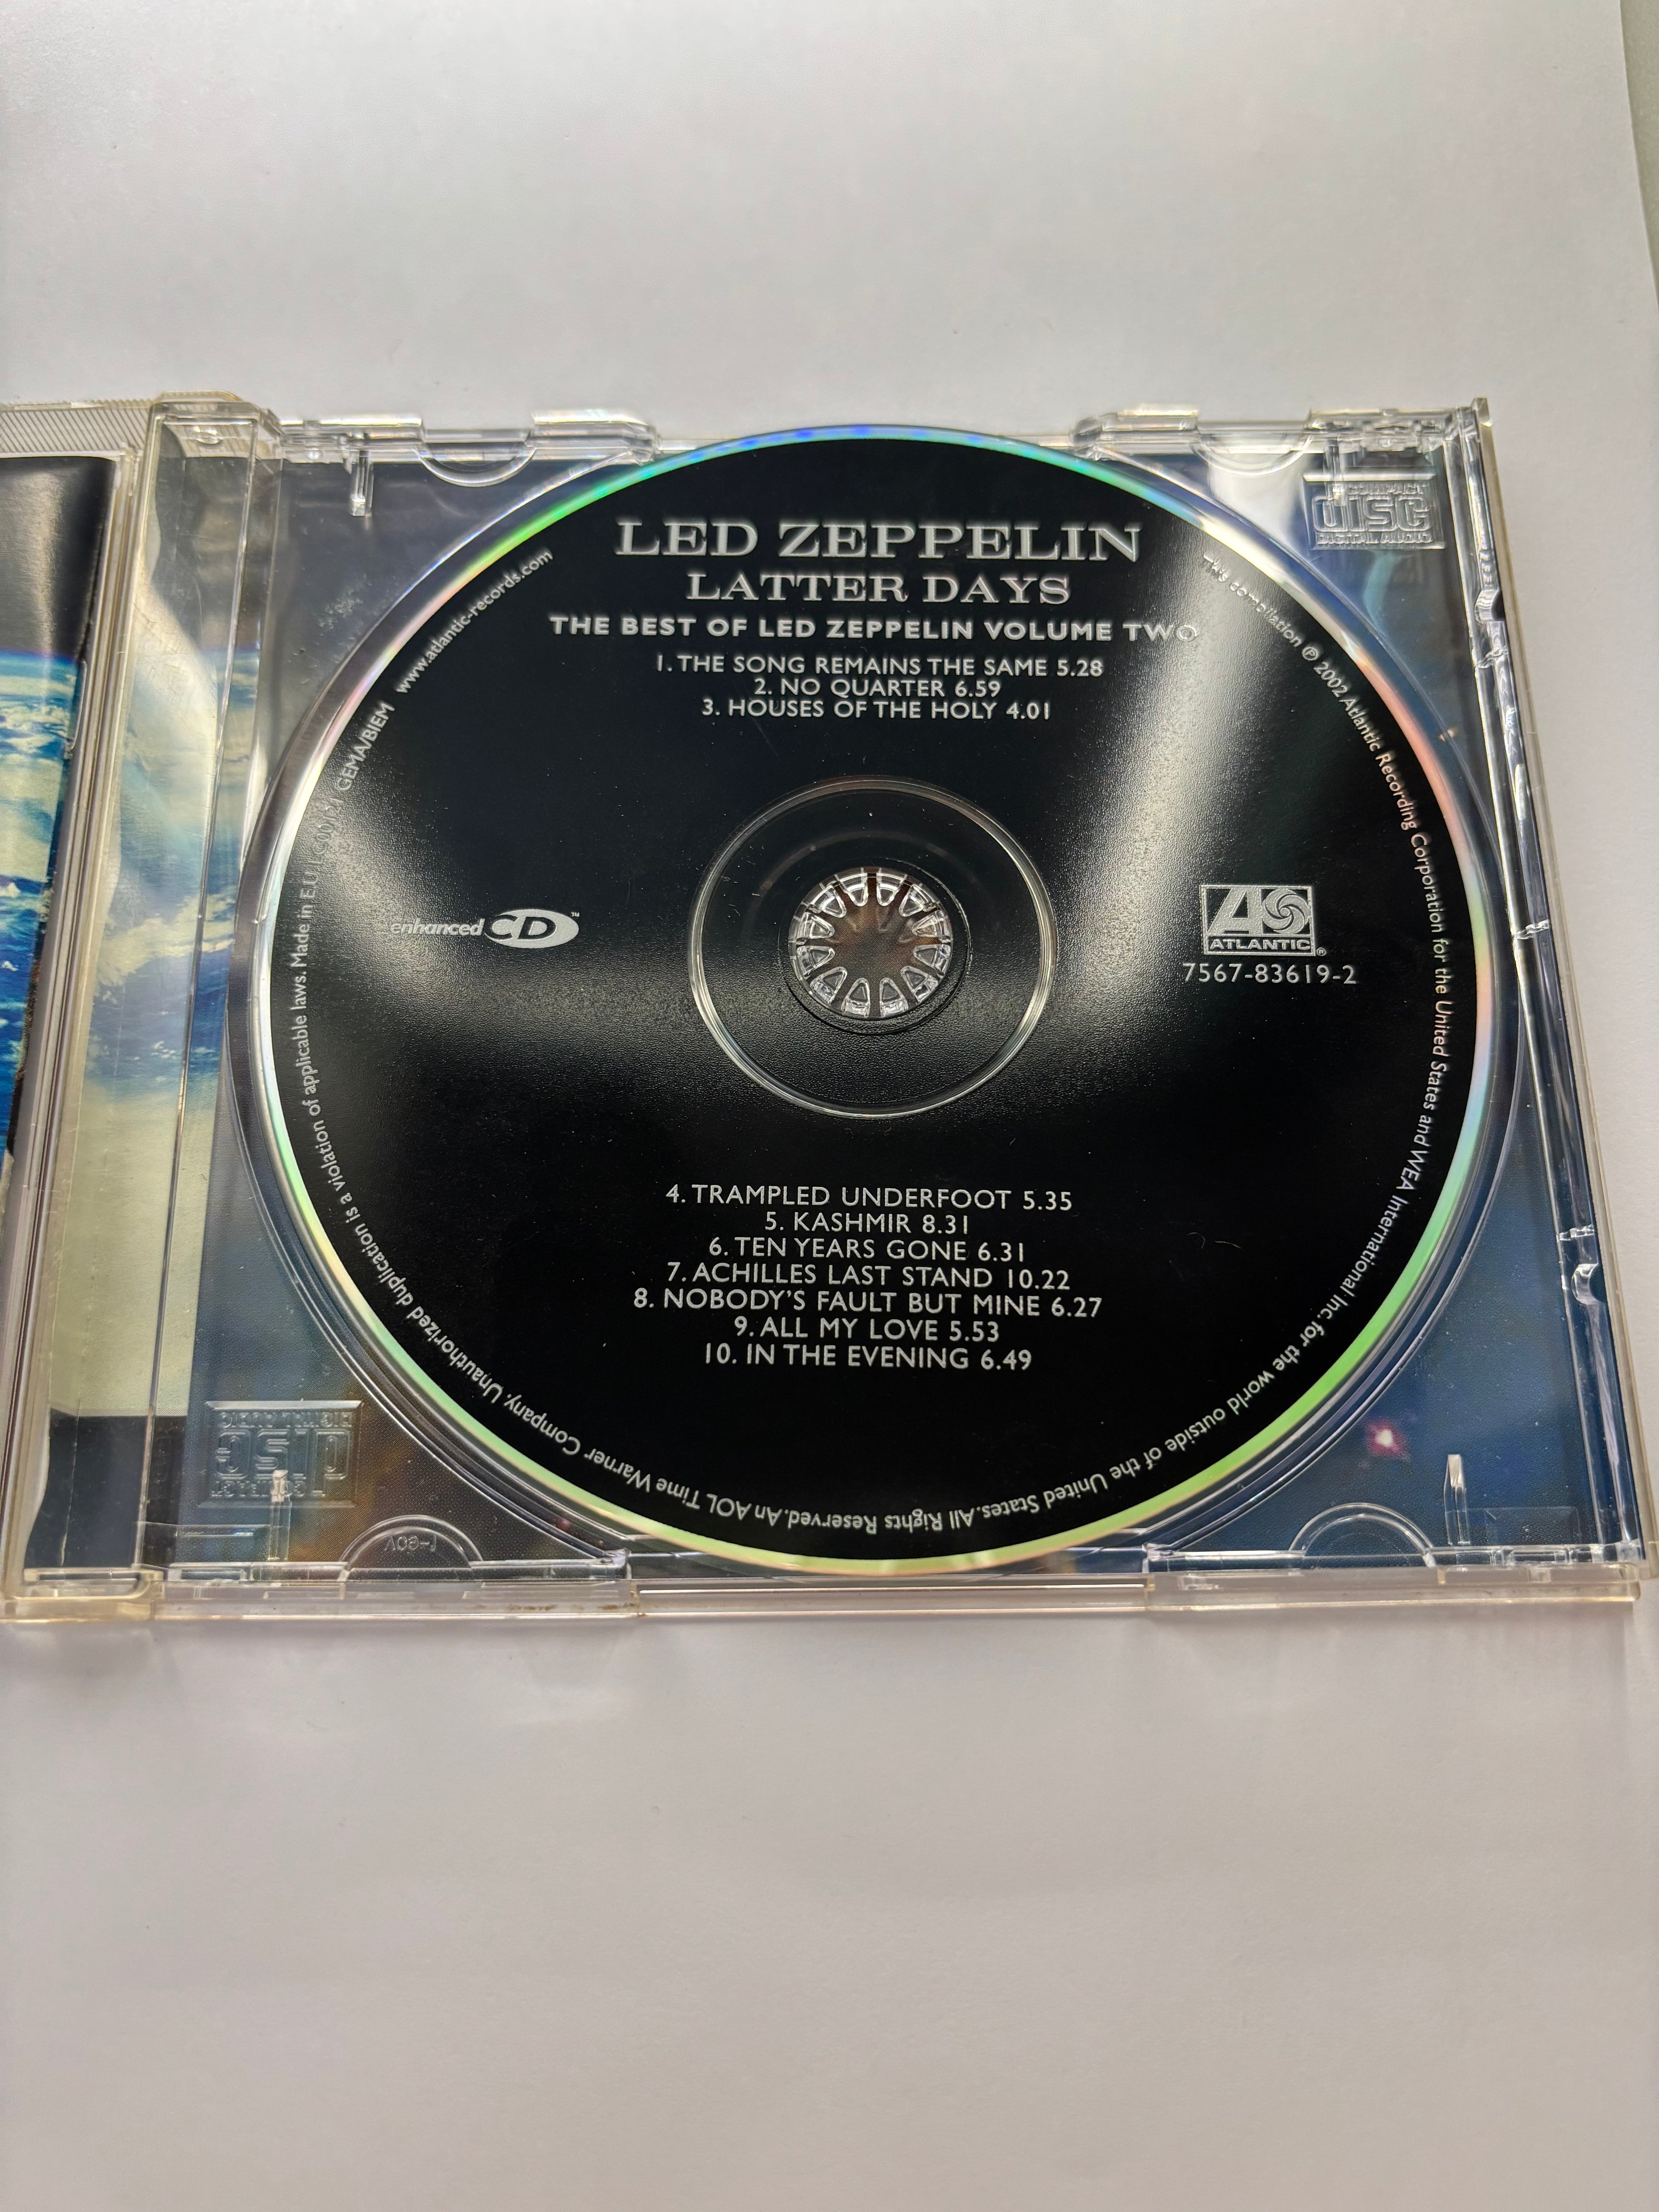 LED ZEPPELIN
LATTER DAYS
THE BEST OF LED ZEPPELIN VOLUME TWO
1. THE SONG REMAINS THE SAME 5.28
2. NO QUARTER 6.59
3. HOUSES OF THE HOLY 4.01
enhanced CD™
ATLANTIC®
7567-83619-2
4. TRAMPLED UNDERFOOT 5.35
5. KASHMIR 8.31
6. TEN YEARS GONE 6.31
7. ACHILLES LAST STAND 10.22
8. NOBODY'S FAULT BUT MINE 6.27
9. ALL MY LOVE 5.53
10. IN THE EVENING 6.49
This compilation ℗ 2002 Atlantic Recording Corporation for the United States and WEA International Inc. for the world outside of the United States. All Rights Reserved. An AOL Time Warner Company. Unauthorized duplication is a violation of applicable laws. Made in E.U. GEMA/BIEM www.atlantic-records.com
COMPACT
disc
DIGITAL AUDIO
COMPACT
disc
DIGITAL AUDIO